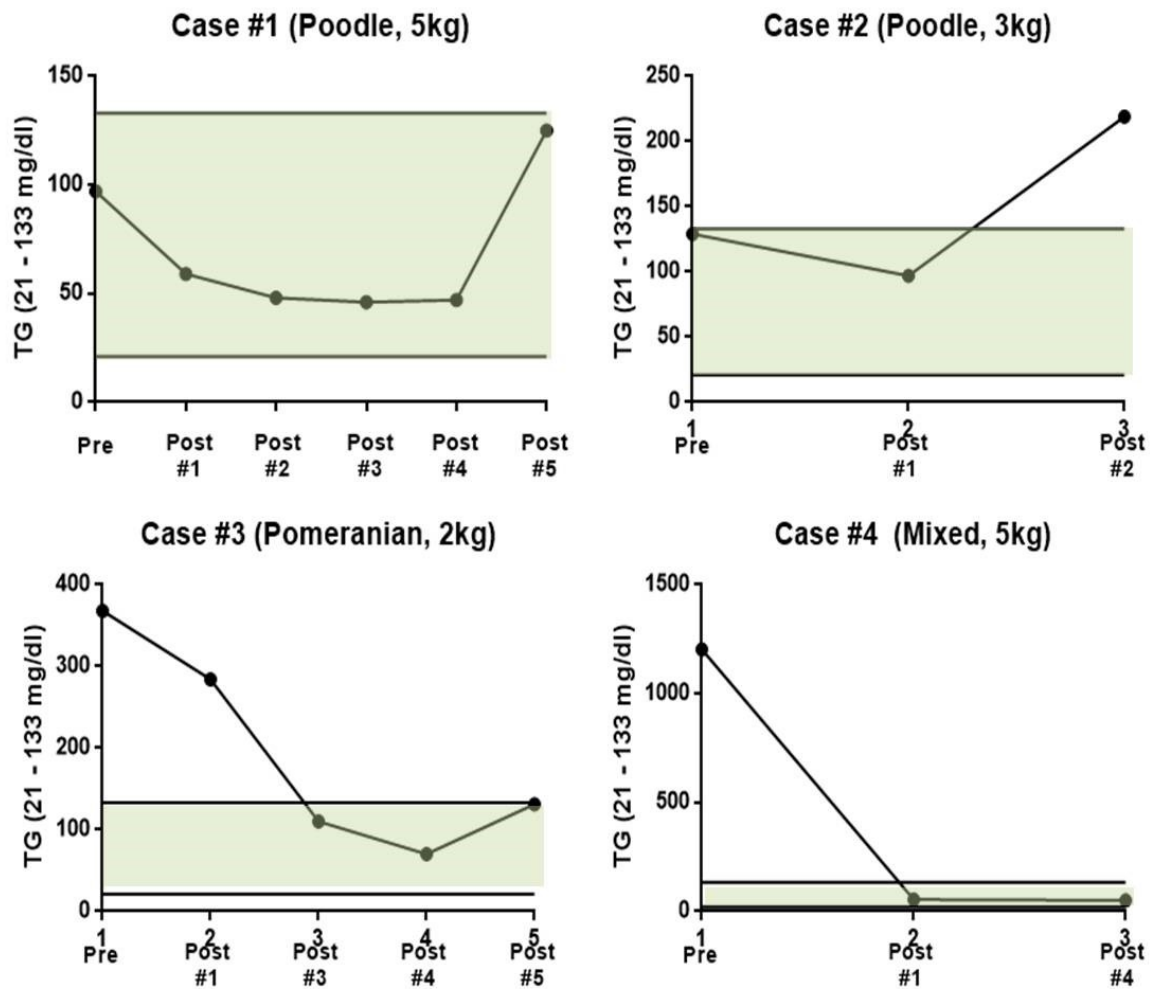 Case #1 (Poodle, 5kg)
TG (21 - 133 mg/dl)
150
100
50
0
Pre
Post
#1
Post
#2
Post
#3
Post
#4
Post
#5
Case #2 (Poodle, 3kg)
TG (21 - 133 mg/dl)
250
200
150
100
50
0
1
Pre
2
Post
#1
3
Post
#2
Case #3 (Pomeranian, 2kg)
TG (21 - 133 mg/dl)
400
300
200
100
0
1
Pre
2
Post
#1
3
Post
#3
4
Post
#4
5
Post
#5
Case #4 (Mixed, 5kg)
TG (21 - 133 mg/dl)
1500
1000
500
0
1
Pre
2
Post
#1
3
Post
#4